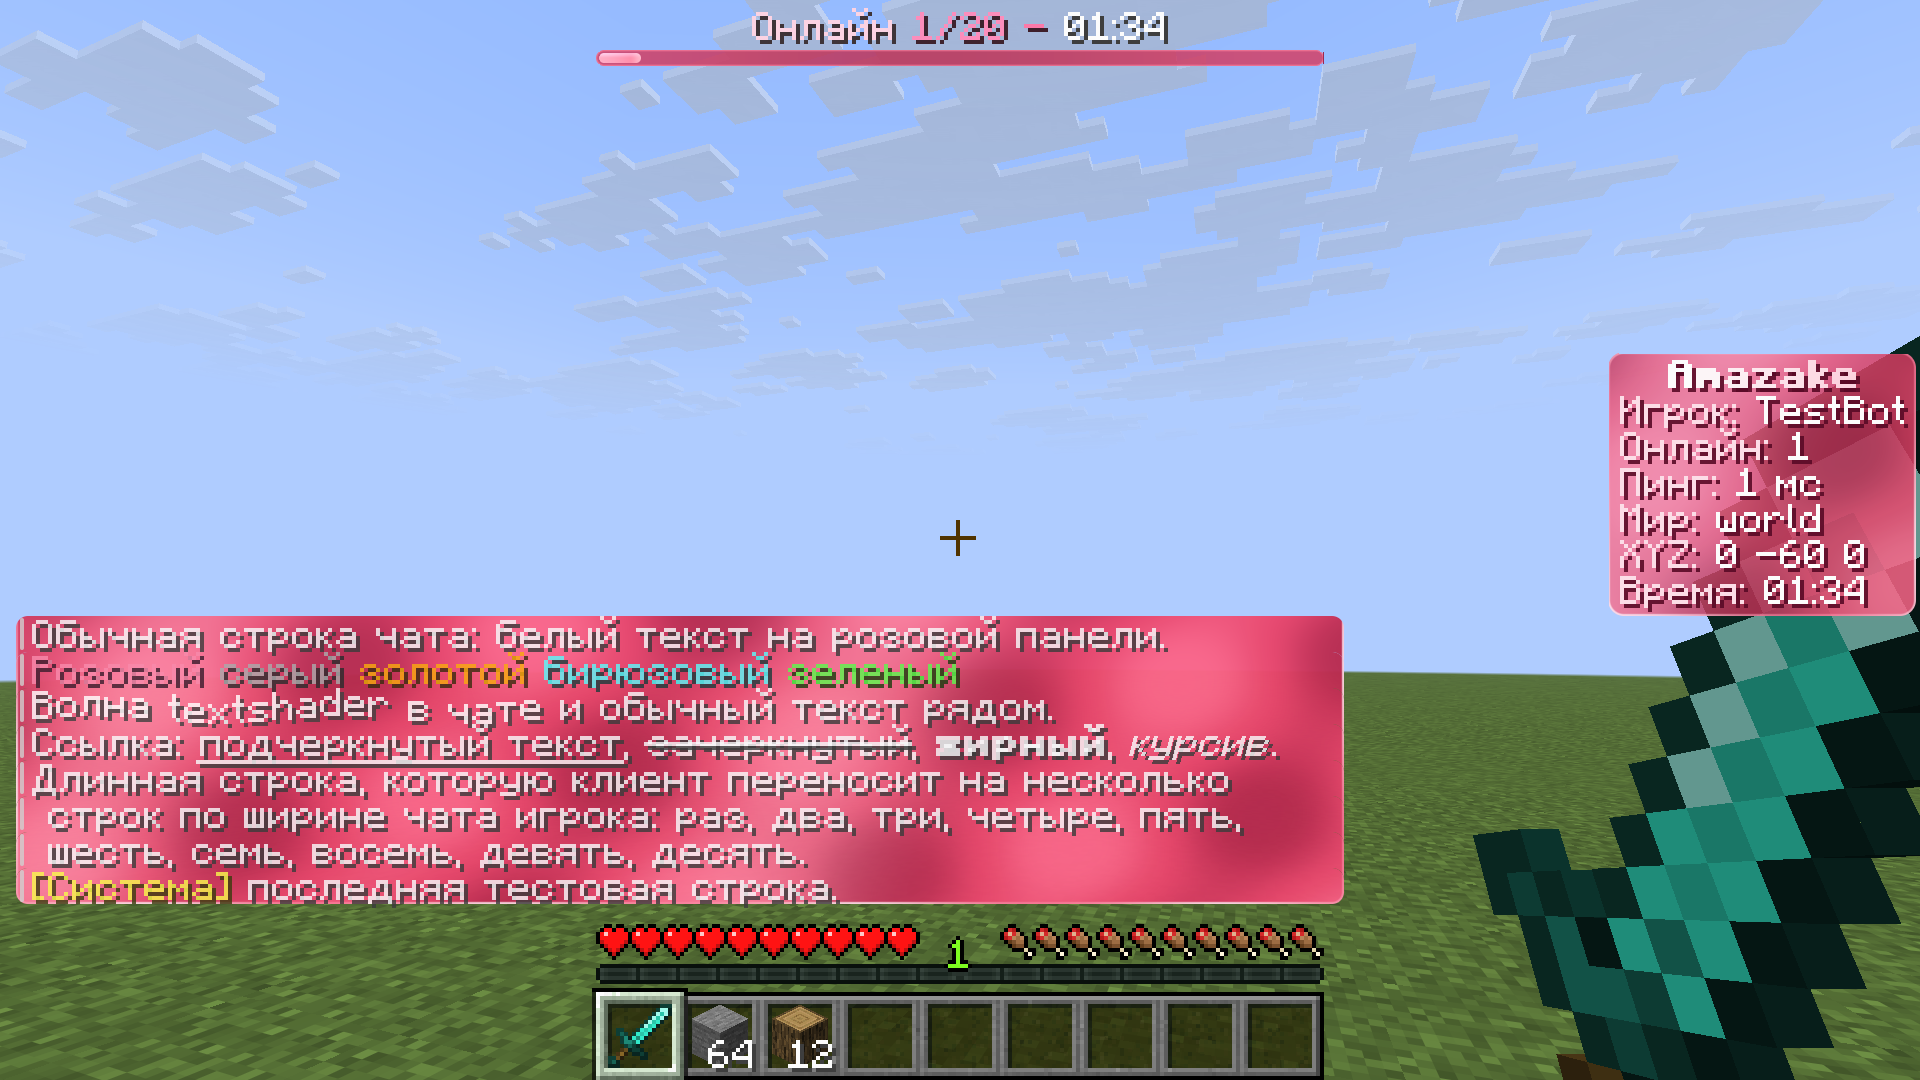 Онлайн 1/20 - 01:34
Amazake
Игрок: TestBot
Онлайн: 1
Пинг: 1 мс
Мир: world
XYZ: 0 -60 0
Время: 01:34
Обычная строка чата: белый текст на розовой панели.
Розовый серый золотой бирюзовый зеленый
Волна textshader в чате и обычный текст рядом.
Ссылка: подчеркнутый текст, зачеркнутый, жирный, курсив.
Длинная строка, которую клиент переносит на несколько
строк по ширине чата игрока: раз, два, три, четыре, пять,
шесть, семь, восемь, девять, десять.
[Система] последняя тестовая строка.
1
64 12